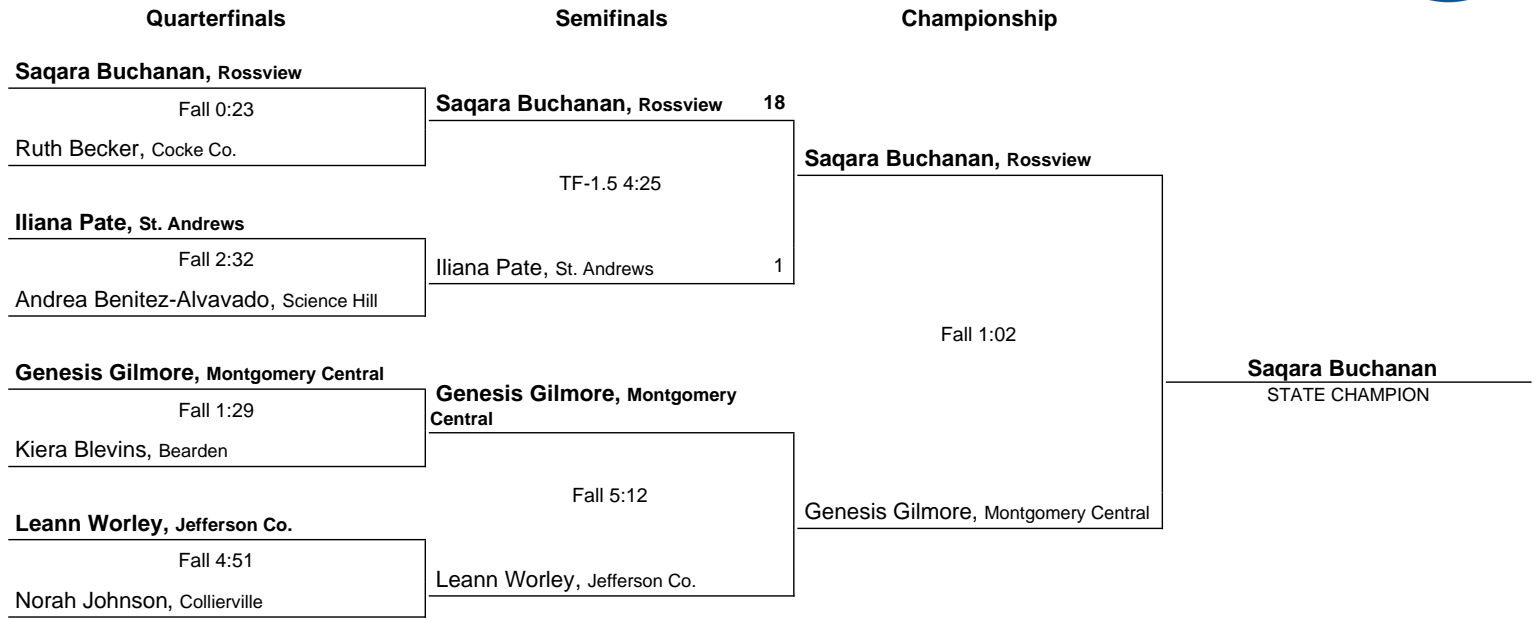 Quarterfinals
Semifinals
Championship
Saqara Buchanan, Rossview
Fall 0:23
Ruth Becker, Cocke Co.
Iliana Pate, St. Andrews
Fall 2:32
Andrea Benitez-Alvavado, Science Hill
Genesis Gilmore, Montgomery Central
Fall 1:29
Kiera Blevins, Bearden
Leann Worley, Jefferson Co.
Fall 4:51
Norah Johnson, Collierville
Saqara Buchanan, Rossview 18
TF-1.5 4:25
Iliana Pate, St. Andrews 1
Genesis Gilmore, Montgomery
Central
Fall 5:12
Leann Worley, Jefferson Co.
Saqara Buchanan, Rossview
Fall 1:02
Genesis Gilmore, Montgomery Central
Saqara Buchanan
STATE CHAMPION